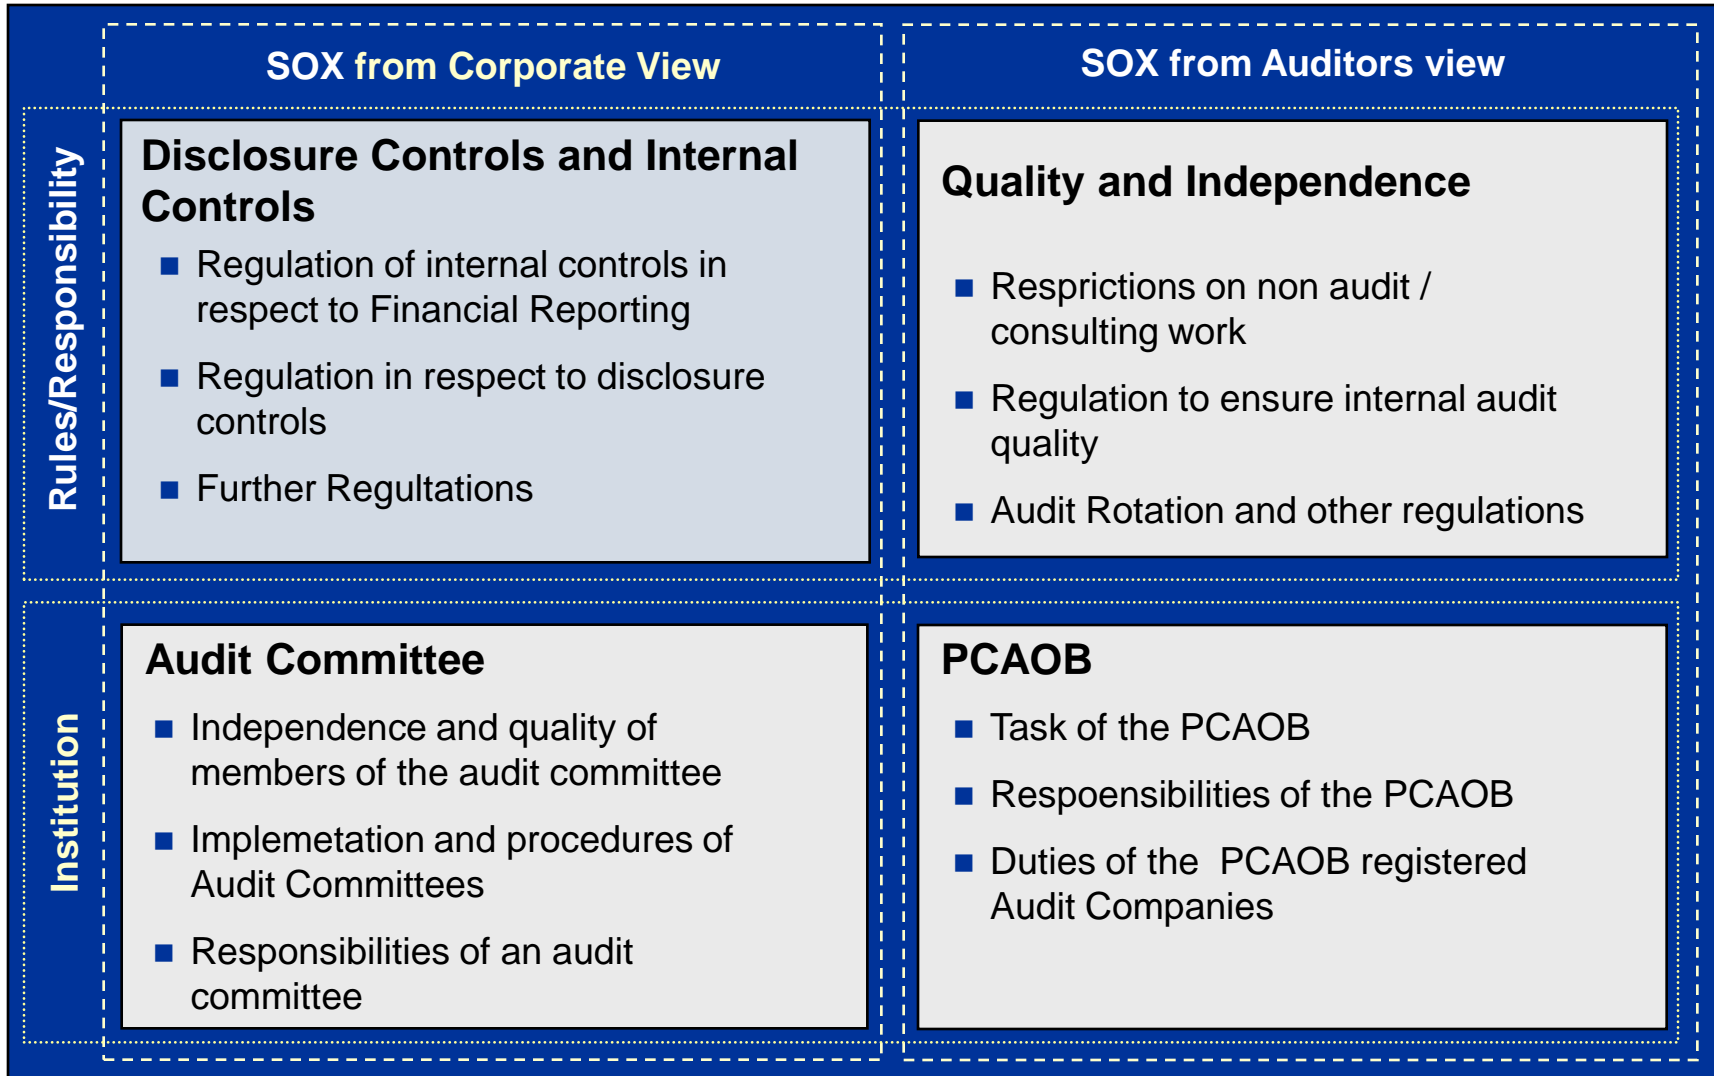 SOX from Corporate View
SOX from Auditors view
Rules/Responsibility
Disclosure Controls and Internal
Controls
■ Regulation of internal controls in
respect to Financial Reporting
■ Regulation in respect to disclosure
controls
■ Further Regultations
Quality and Independence
■ Resprictions on non audit /
consulting work
■ Regulation to ensure internal audit
quality
■ Audit Rotation and other regulations
Institution
Audit Committee
■ Independence and quality of
members of the audit committee
■ Implemetation and procedures of
Audit Committees
■ Responsibilities of an audit
committee
PCAOB
■ Task of the PCAOB
■ Respoensibilities of the PCAOB
■ Duties of the  PCAOB registered
Audit Companies